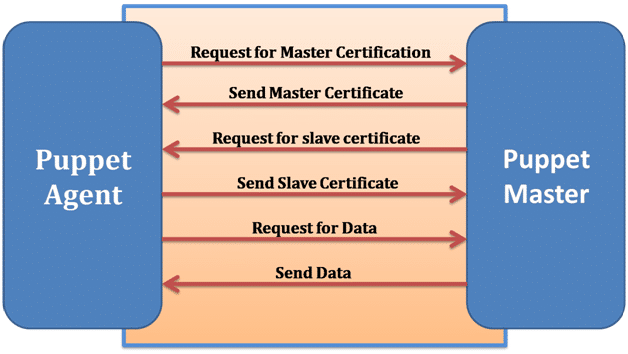 Puppet
Agent
Request for Master Certification
Send Master Certificate
Request for slave certificate
Send Slave Certificate
Request for Data
Send Data
Puppet
Master